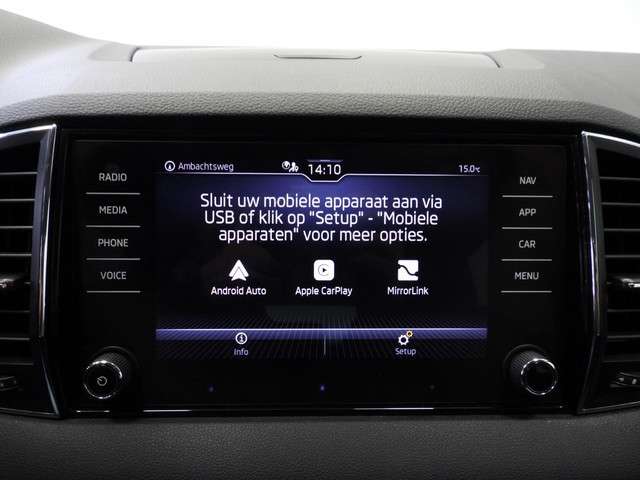 Ambachtsweg 14:10 15.0°C
RADIO
MEDIA
PHONE
VOICE
Sluit uw mobiele apparaat aan via
USB of klik op "Setup" - "Mobiele
apparaten" voor meer opties.
Android Auto Apple CarPlay MirrorLink
Info Setup
NAV
APP
CAR
MENU